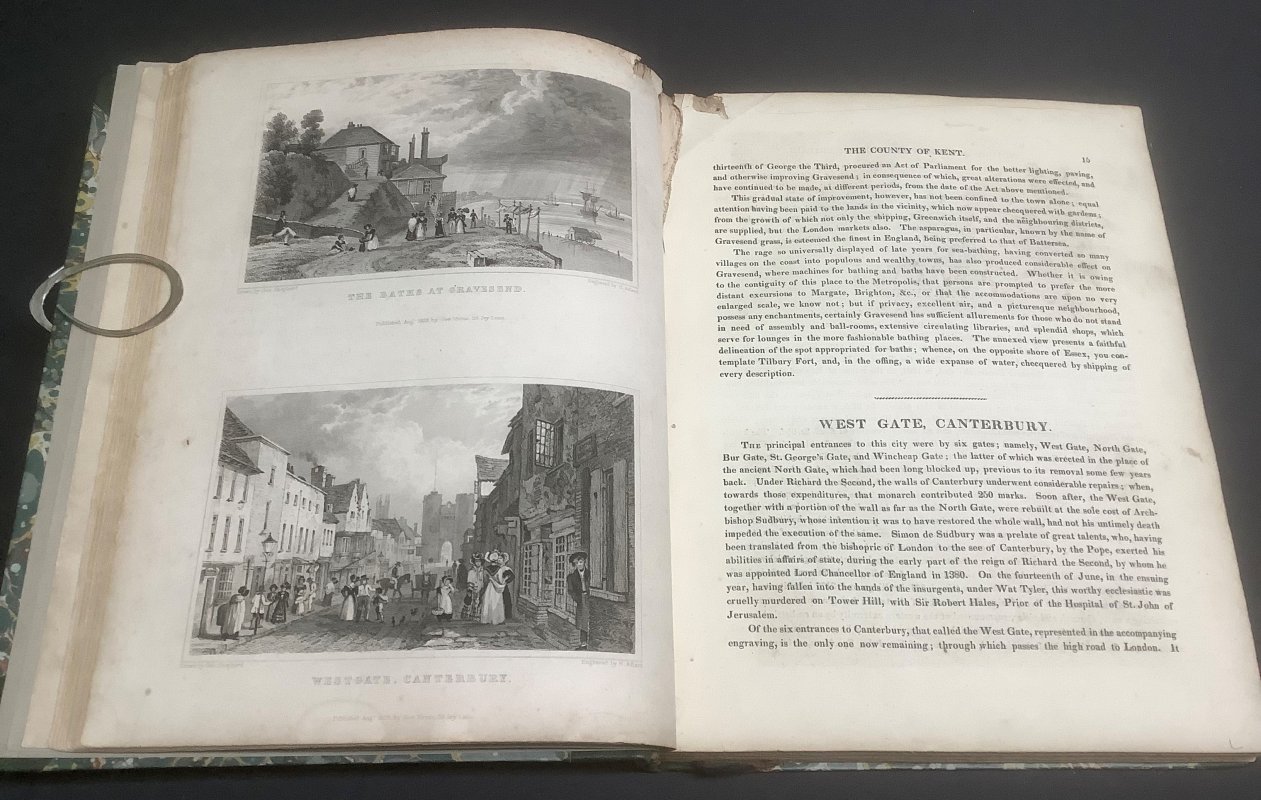 THE BATHS AT GRAVESEND.
WESTGATE, CANTERBURY.
THE COUNTY OF KENT.
15
thirteenth of George the Third, procured an Act of Parliament for the better lighting, paving,
and otherwise improving Gravesend; in consequence of which, great alterations were effected, and
have continued to be made, at different periods, from the date of the Act above mentioned.
This gradual state of improvement, however, has not been confined to the town alone; equal
attention having been paid to the lands in the vicinity, which now appear checquered with gardens;
from the growth of which not only the shipping, Greenwich itself, and the neighbouring districts,
are supplied, but the London markets also. The asparagus, in particular, known by the name of
Gravesend grass, is esteemed the finest in England, being preferred to that of Battersea.
The rage so universally displayed of late years for sea-bathing, having converted so many
villages on the coast into populous and wealthy towns, has also produced considerable effect on
Gravesend, where machines for bathing and baths have been constructed. Whether it is owing
to the contiguity of this place to the Metropolis, that persons are prompted to prefer the more
distant excursions to Margate, Brighton, &c., or that the accommodations are upon no very
enlarged scale, we know not; but if privacy, excellent air, and a picturesque neighbourhood,
possess any enchantments, certainly Gravesend has sufficient allurements for those who do not stand
in need of assembly and ball-rooms, extensive circulating libraries, and splendid shops, which
serve for lounges in the more fashionable bathing places. The annexed view presents a faithful
delineation of the spot appropriated for baths; whence, on the opposite shore of Essex, you con-
template Tilbury Fort, and, in the offing, a wide expanse of water, checquered by shipping of
every description.
WEST GATE, CANTERBURY.
THE principal entrances to this city were by six gates; namely, West Gate, North Gate,
Bur Gate, St. George's Gate, and Wincheap Gate; the latter of which was erected in the place of
the ancient North Gate, which had been long blocked up, previous to its removal some few years
back. Under Richard the Second, the walls of Canterbury underwent considerable repairs; when,
towards those expenditures, that monarch contributed 250 marks. Soon after, the West Gate,
together with a portion of the wall as far as the North Gate, were rebuilt at the sole cost of Arch-
bishop Sudbury, whose intention it was to have restored the whole wall, had not his untimely death
impeded the execution of the same. Simon de Sudbury was a prelate of great talents, who, having
been translated from the bishopric of London to the see of Canterbury, by the Pope, exerted his
abilities in affairs of state, during the early part of the reign of Richard the Second, by whom he
was appointed Lord Chancellor of England in 1380. On the fourteenth of June, in the ensuing
year, having fallen into the hands of the insurgents, under Wat Tyler, this worthy ecclesiastic was
cruelly murdered on Tower Hill, with Sir Robert Hales, Prior of the Hospital of St. John of
Jerusalem.
Of the six entrances to Canterbury, that called the West Gate, represented in the accompanying
engraving, is the only one now remaining; through which passes the high road to London. It